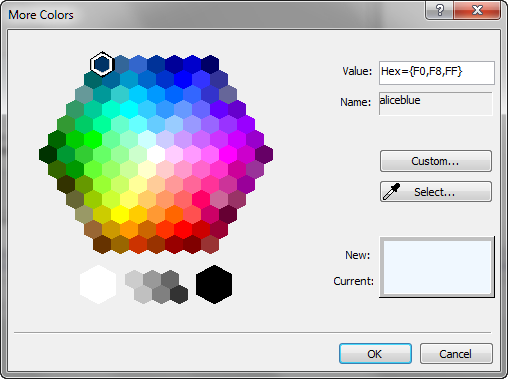 More Colors
?
Value: Hex={F0,F8,FF}
Name: aliceblue
Custom...
Select...
New:
Current:
OK
Cancel